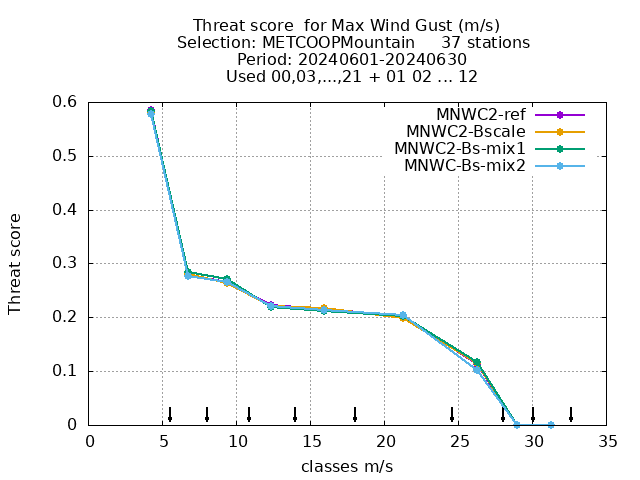 Threat score  for Max Wind Gust (m/s)
Selection: METCOOPMountain     37 stations
Period: 20240601-20240630
Used 00,03,...,21 + 01 02 ... 12
MNWC2-ref
MNWC2-Bscale
MNWC2-Bs-mix1
MNWC-Bs-mix2
Threat score
0.6
0.5
0.4
0.3
0.2
0.1
0
0 5 10 15 20 25 30 35
classes m/s